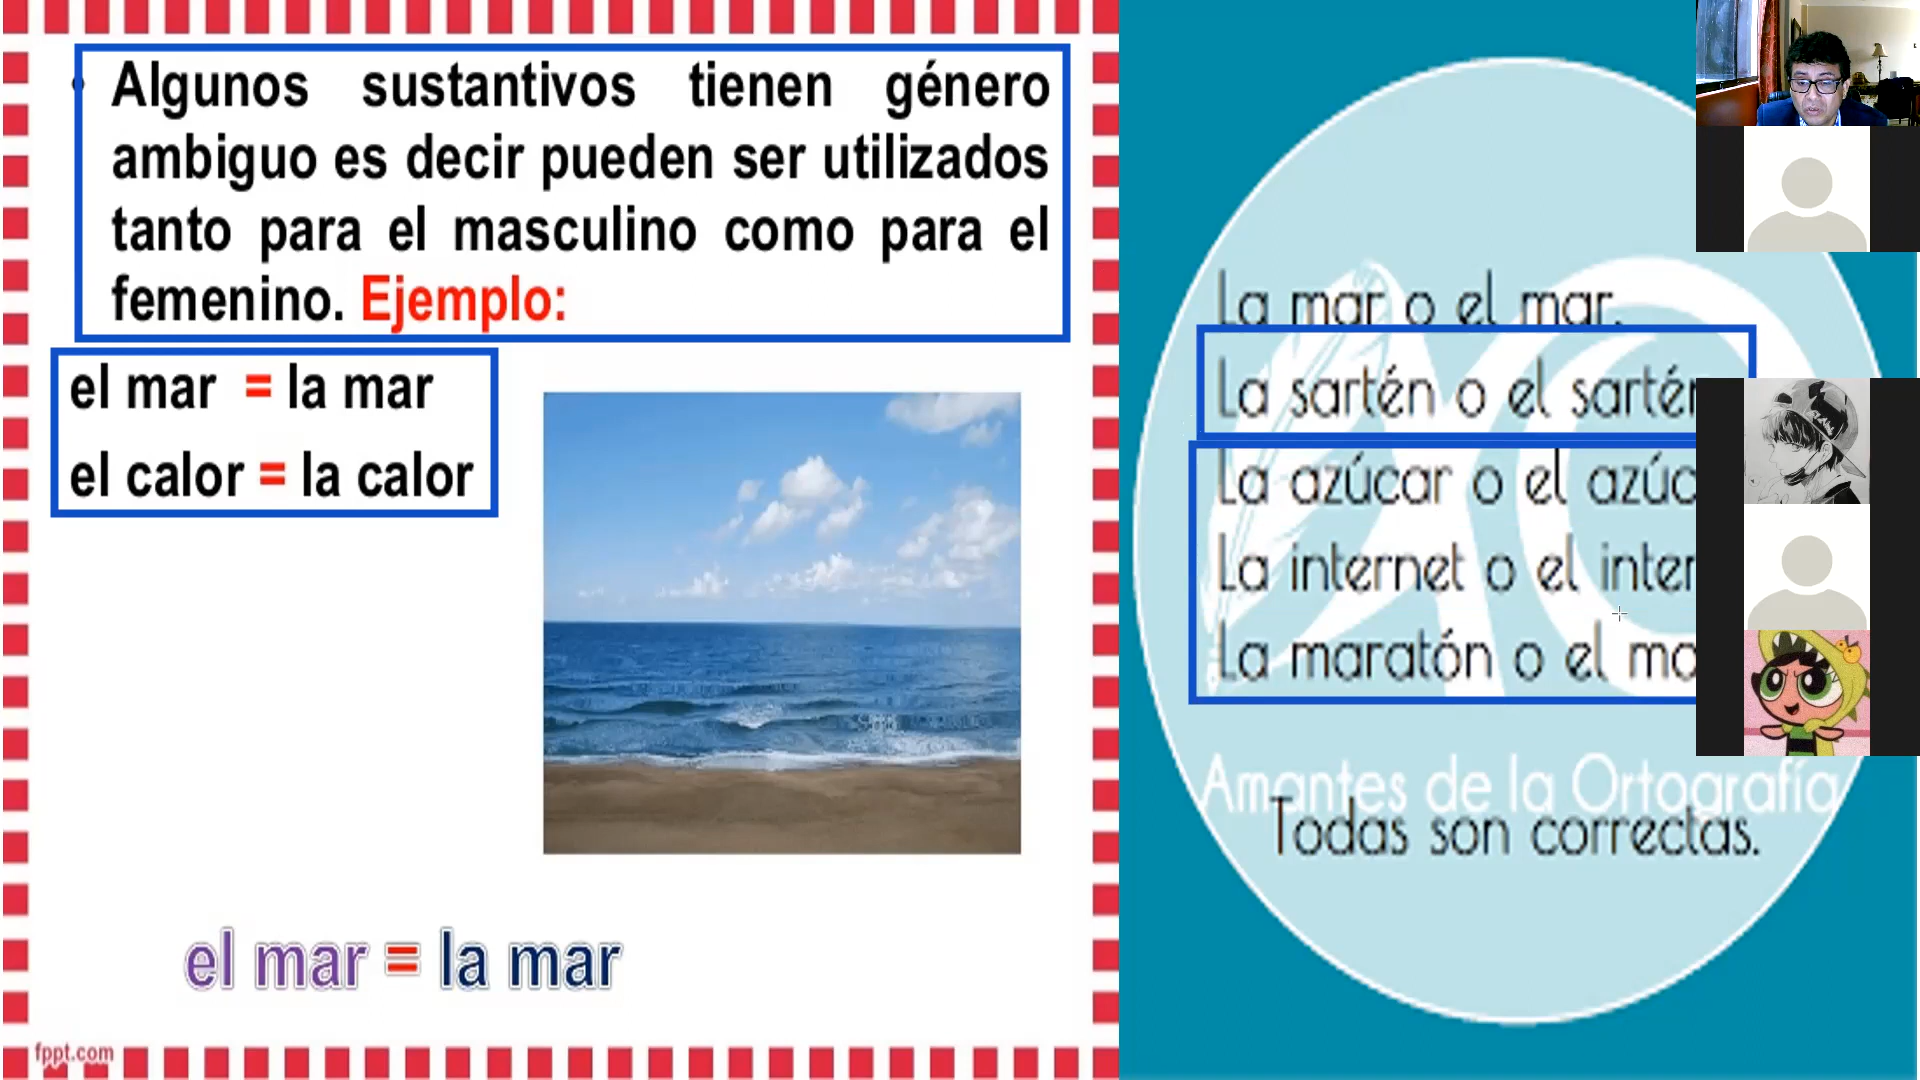 Algunos sustantivos tienen género
ambiguo es decir pueden ser utilizados
tanto para el masculino como para el
femenino. Ejemplo:
el mar = la mar
el calor = la calor
el mar = la mar
fppt.com
La mar o el mar.
La sartén o el sartén
La azúcar o el azúc
La internet o el inter
La maratón o el ma
Amantes de la Ortografía
Todas son correctas.